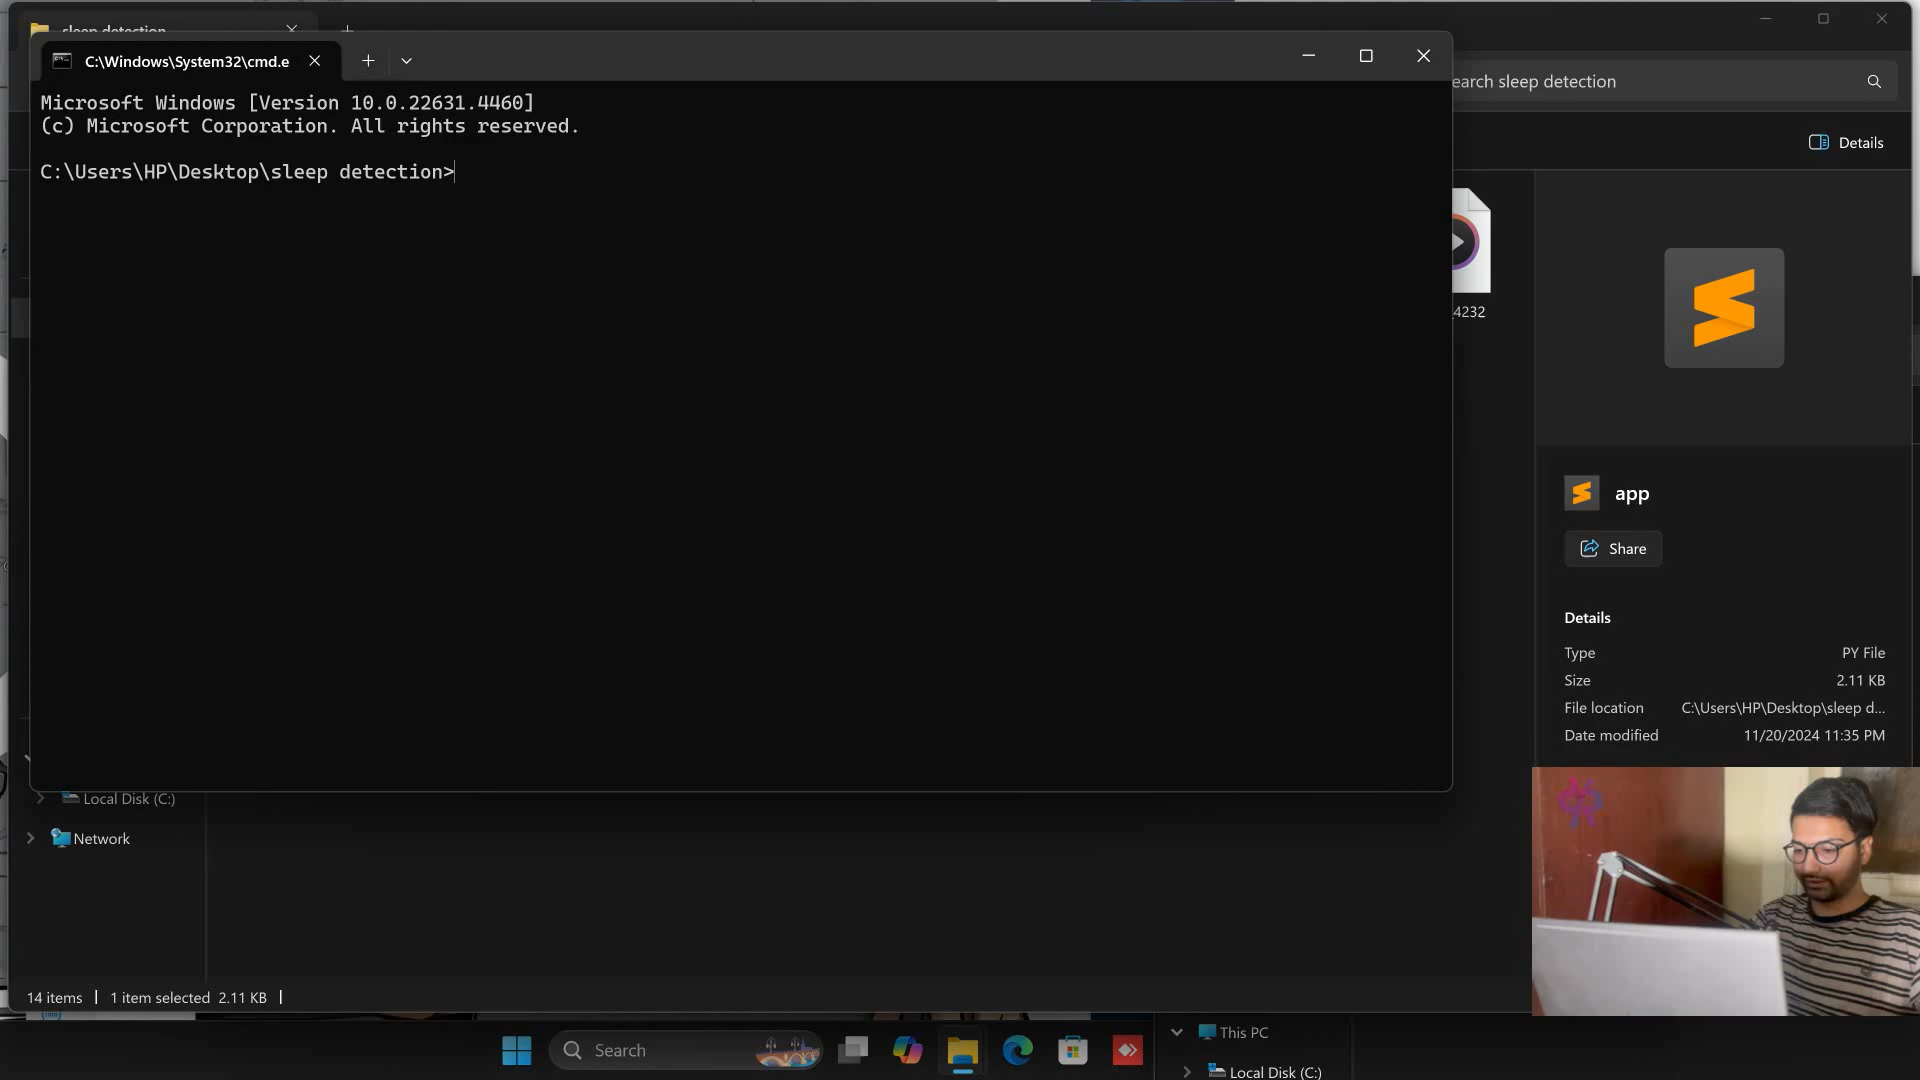 sleep detection
C:\Windows\System32\cmd.e
Microsoft Windows [Version 10.0.22631.4460]
(c) Microsoft Corporation. All rights reserved.
C:\Users\HP\Desktop\sleep detection>
earch sleep detection
Details
_4232
app
Share
Details
Type PY File
Size 2.11 KB
File location C:\Users\HP\Desktop\sleep d...
Date modified 11/20/2024 11:35 PM
Local Disk (C:)
Network
14 items 1 item selected 2.11 KB
Search
This PC
Local Disk (C:)